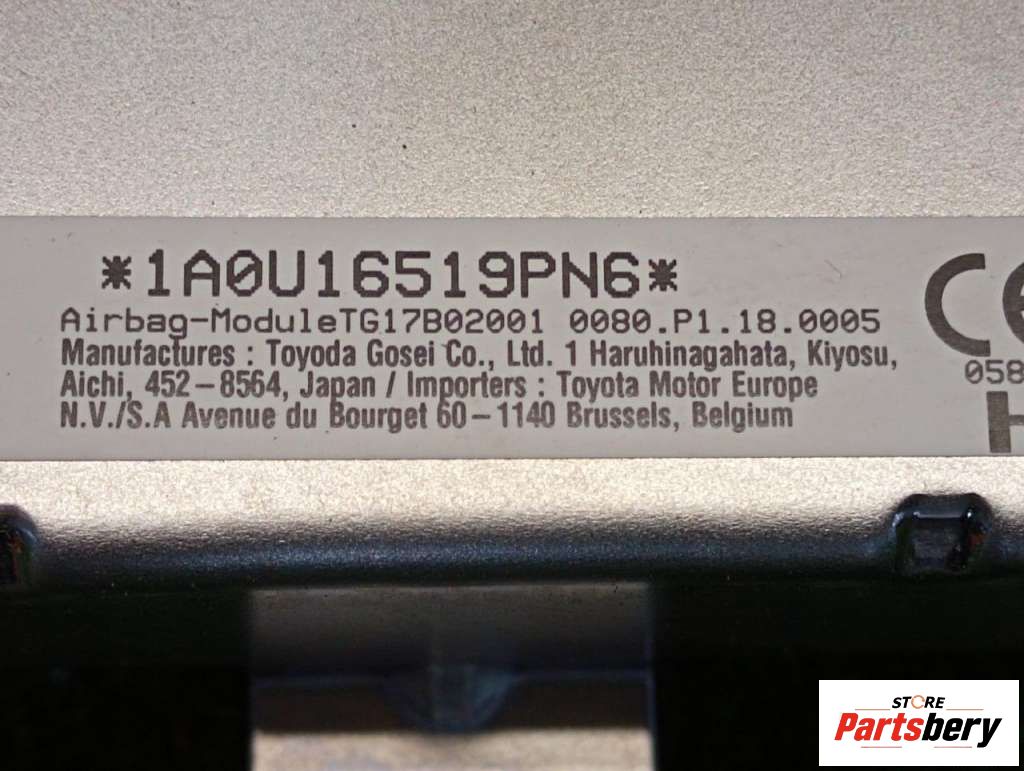 *1A0U16519PN6*
Airbag-ModuleTG17B02001 0080.P1.18.0005
Manufactures : Toyoda Gosei Co., Ltd. 1 Haruhinagahata, Kiyosu,
Aichi, 452-8564, Japan / Importers : Toyota Motor Europe
N.V./S.A Avenue du Bourget 60-1140 Brussels, Belgium
CE
058
STORE
Partsbery